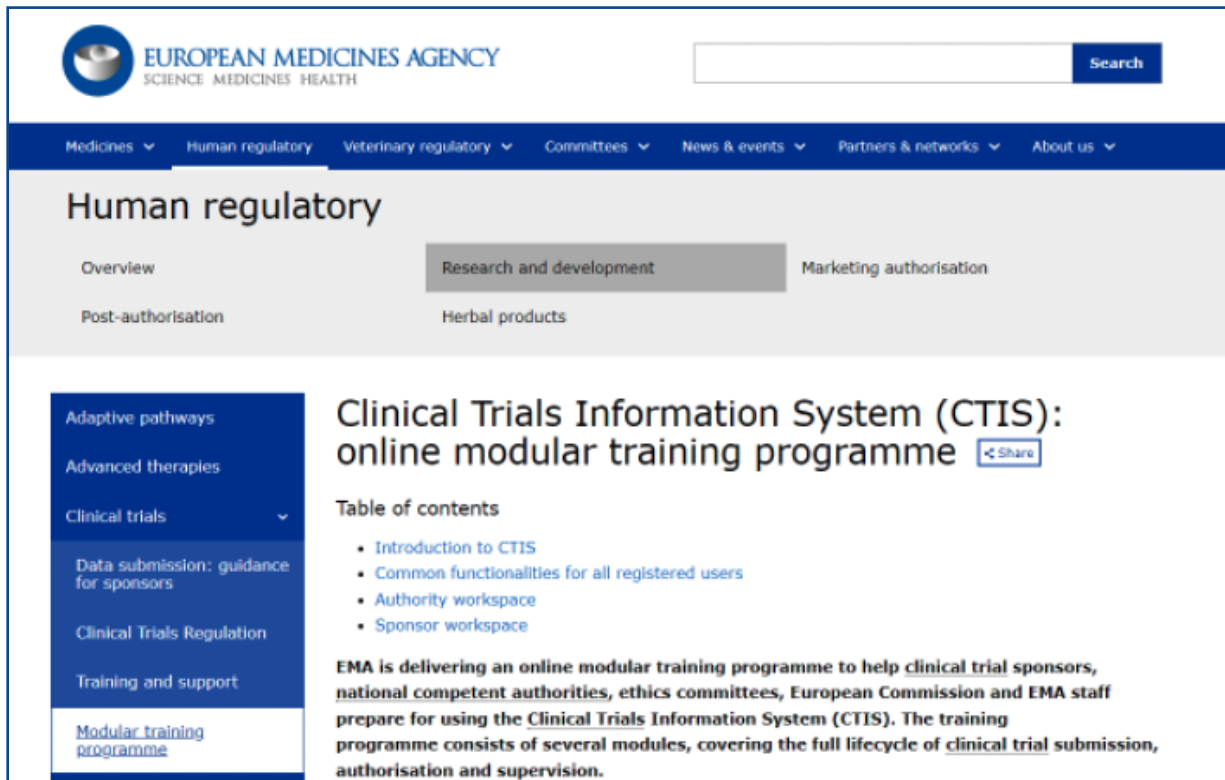 EUROPEAN MEDICINES AGENCY
SCIENCE MEDICINES HEALTH
Search
Medicines
Human regulatory
Veterinary regulatory
Committees
News & events
Partners & networks
About us
Human regulatory
Overview
Research and development
Marketing authorisation
Post-authorisation
Herbal products
Adaptive pathways
Advanced therapies
Clinical trials
Data submission: guidance
for sponsors
Clinical Trials Regulation
Training and support
Modular training
programme
Clinical Trials Information System (CTIS):
online modular training programme
Share
Table of contents
Introduction to CTIS
Common functionalities for all registered users
Authority workspace
Sponsor workspace
EMA is delivering an online modular training programme to help clinical trial sponsors,
national competent authorities, ethics committees, European Commission and EMA staff
prepare for using the Clinical Trials Information System (CTIS). The training
programme consists of several modules, covering the full lifecycle of clinical trial submission,
authorisation and supervision.